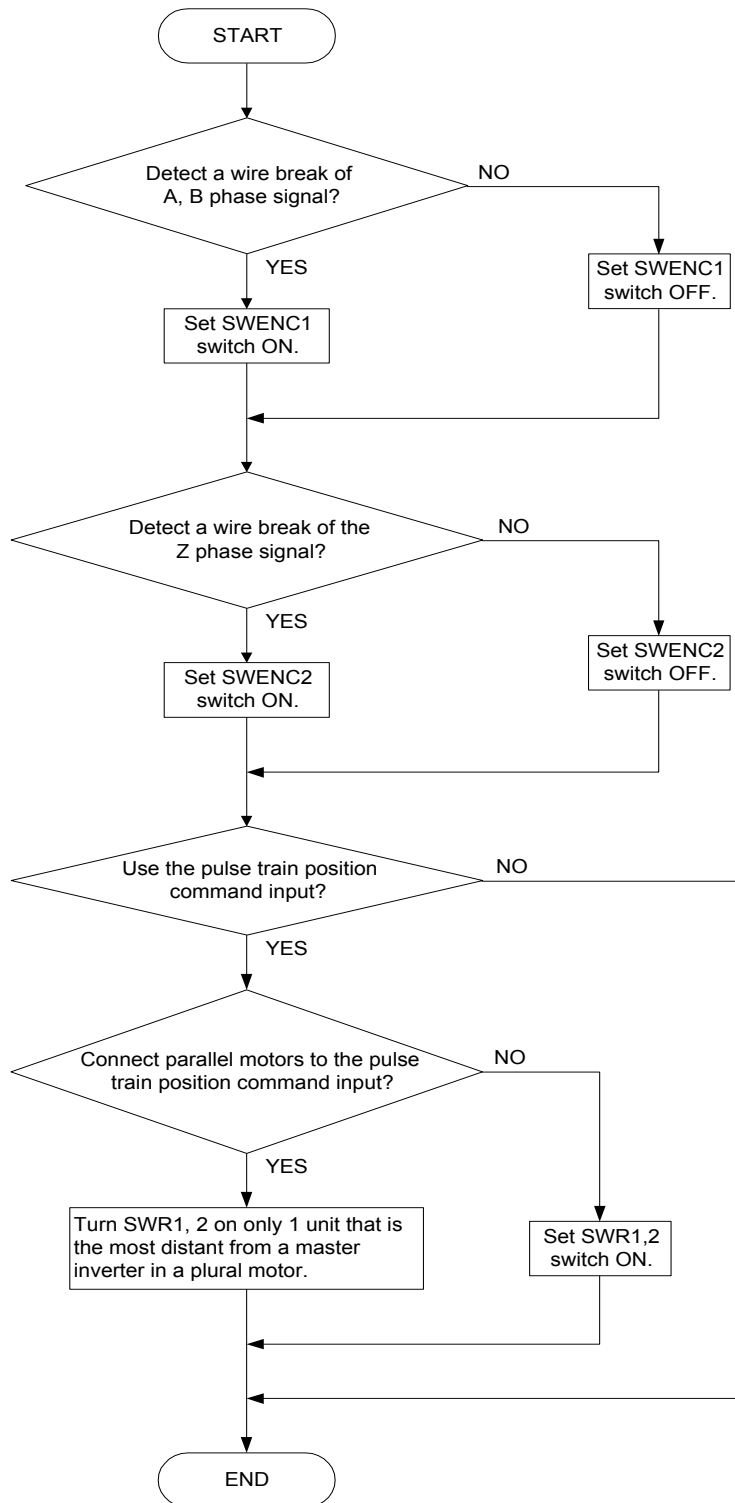 START
Detect a wire break of
A, B phase signal?
NO
YES
Set SWENC1
switch OFF.
Set SWENC1
switch ON.
Detect a wire break of the
Z phase signal?
NO
YES
Set SWENC2
switch OFF.
Set SWENC2
switch ON.
Use the pulse train position
command input?
NO
YES
Connect parallel motors to the pulse
train position command input?
NO
YES
Turn SWR1, 2 on only 1 unit that is
the most distant from a master
inverter in a plural motor.
Set SWR1,2
switch ON.
END